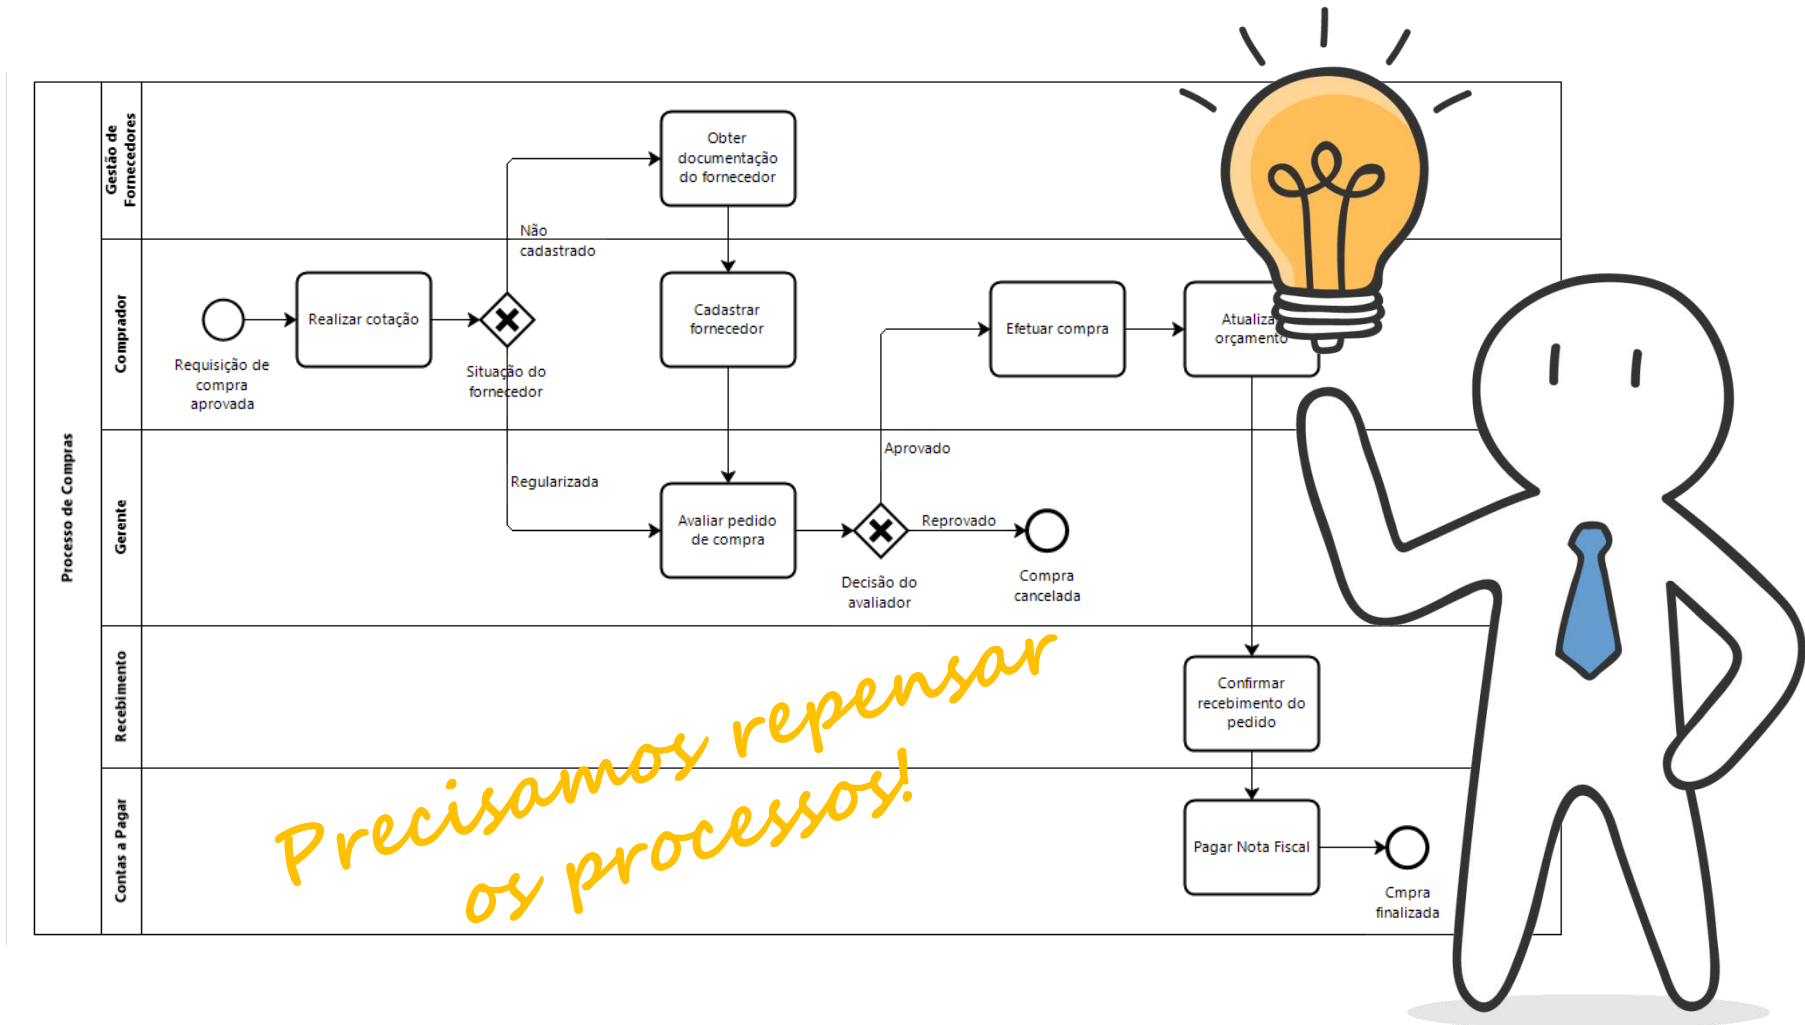 Processo de Compras
Gestão de
Fornecedores
Obter
documentação
do fornecedor
Não
cadastrado
Comprador
Requisição de
compra
aprovada
Realizar cotação
Situação do
fornecedor
Cadastrar
fornecedor
Efetuar compra
Atualiza
orçamento
Gerente
Regularizada
Avaliar pedido
de compra
Aprovado
Decisão do
avaliador
Reprovado
Compra
cancelada
Recebimento
Confirmar
recebimento do
pedido
Contas a Pagar
Pagar Nota Fiscal
Cmpra
finalizada
Precisamos repensar
os processos!